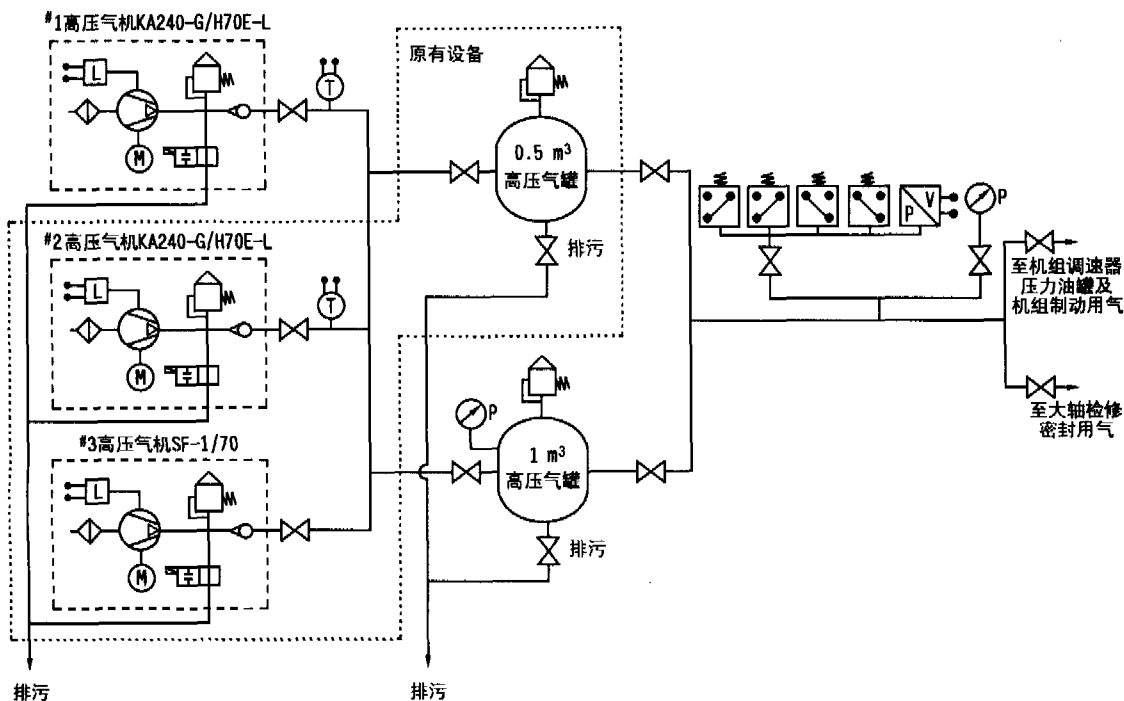 #1高压气机KA240-G/H70E-L
原有设备
L
T
M
0.5 m³
高压气罐
排污
P V
P
至机组调速器
压力油罐及
机组制动用气
#2高压气机KA240-G/H70E-L
L
T
M
P
1 m³
高压气罐
排污
至大轴检修
密封用气
#3高压气机SF-1/70
L
M
排污
排污